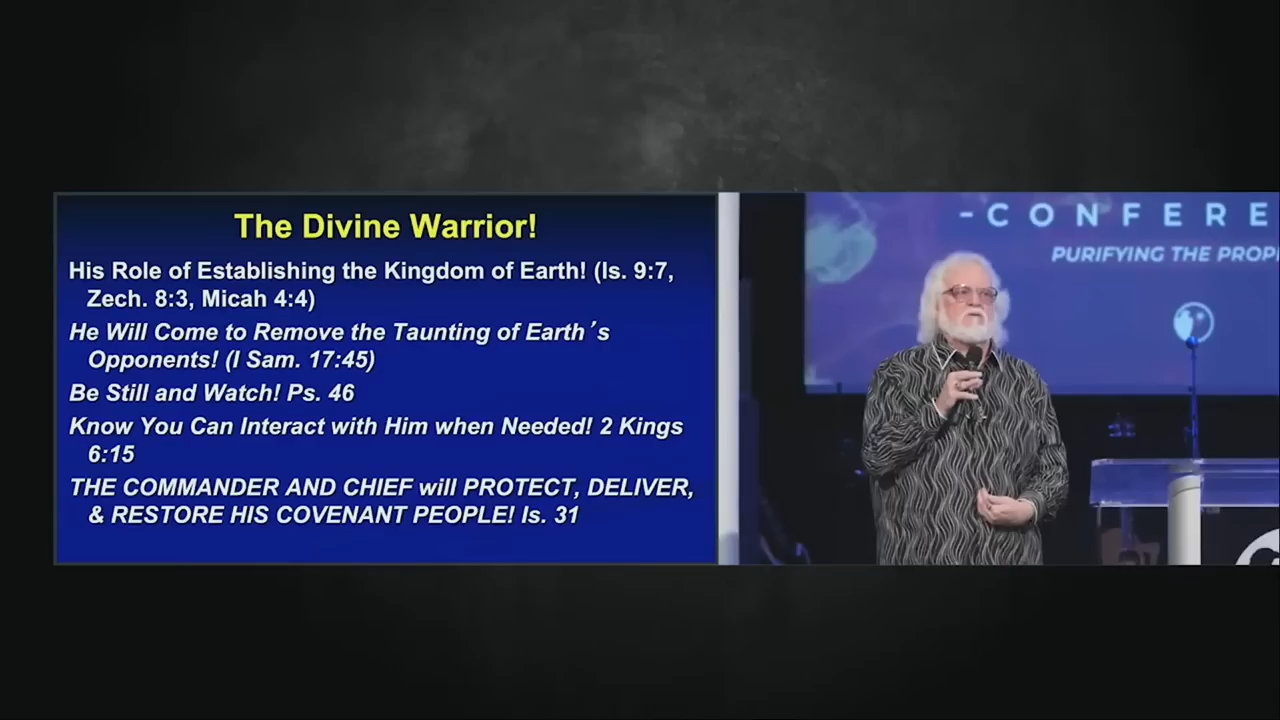 The Divine Warrior!
His Role of Establishing the Kingdom of Earth! (Is. 9:7,
Zech. 8:3, Micah 4:4)
He Will Come to Remove the Taunting of Earth's
Opponents! (I Sam. 17:45)
Be Still and Watch! Ps. 46
Know You Can Interact with Him when Needed! 2 Kings
6:15
THE COMMANDER AND CHIEF will PROTECT, DELIVER,
& RESTORE HIS COVENANT PEOPLE! Is. 31
-CONFERE
PURIFYING THE PROP